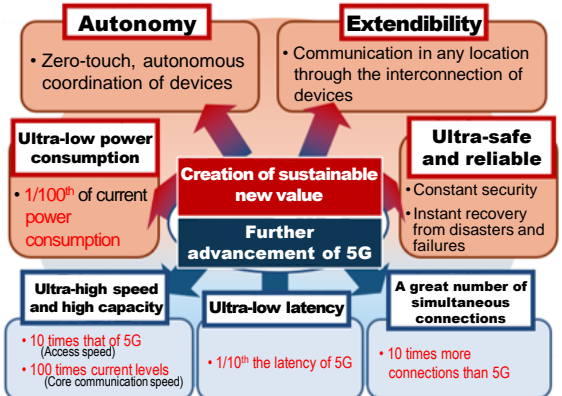 Autonomy
• Zero-touch, autonomous
coordination of devices
Extendibility
• Communication in any location
through the interconnection of
devices
Ultra-low power
consumption
• 1/100th of current
power
consumption
Creation of sustainable
new value
Further
advancement of 5G
Ultra-safe
and reliable
• Constant security
• Instant recovery
from disasters and
failures
Ultra-high speed
and high capacity
• 10 times that of 5G
(Access speed)
• 100 times current levels
(Core communication speed)
Ultra-low latency
• 1/10th the latency of 5G
A great number of
simultaneous
connections
• 10 times more
connections than 5G